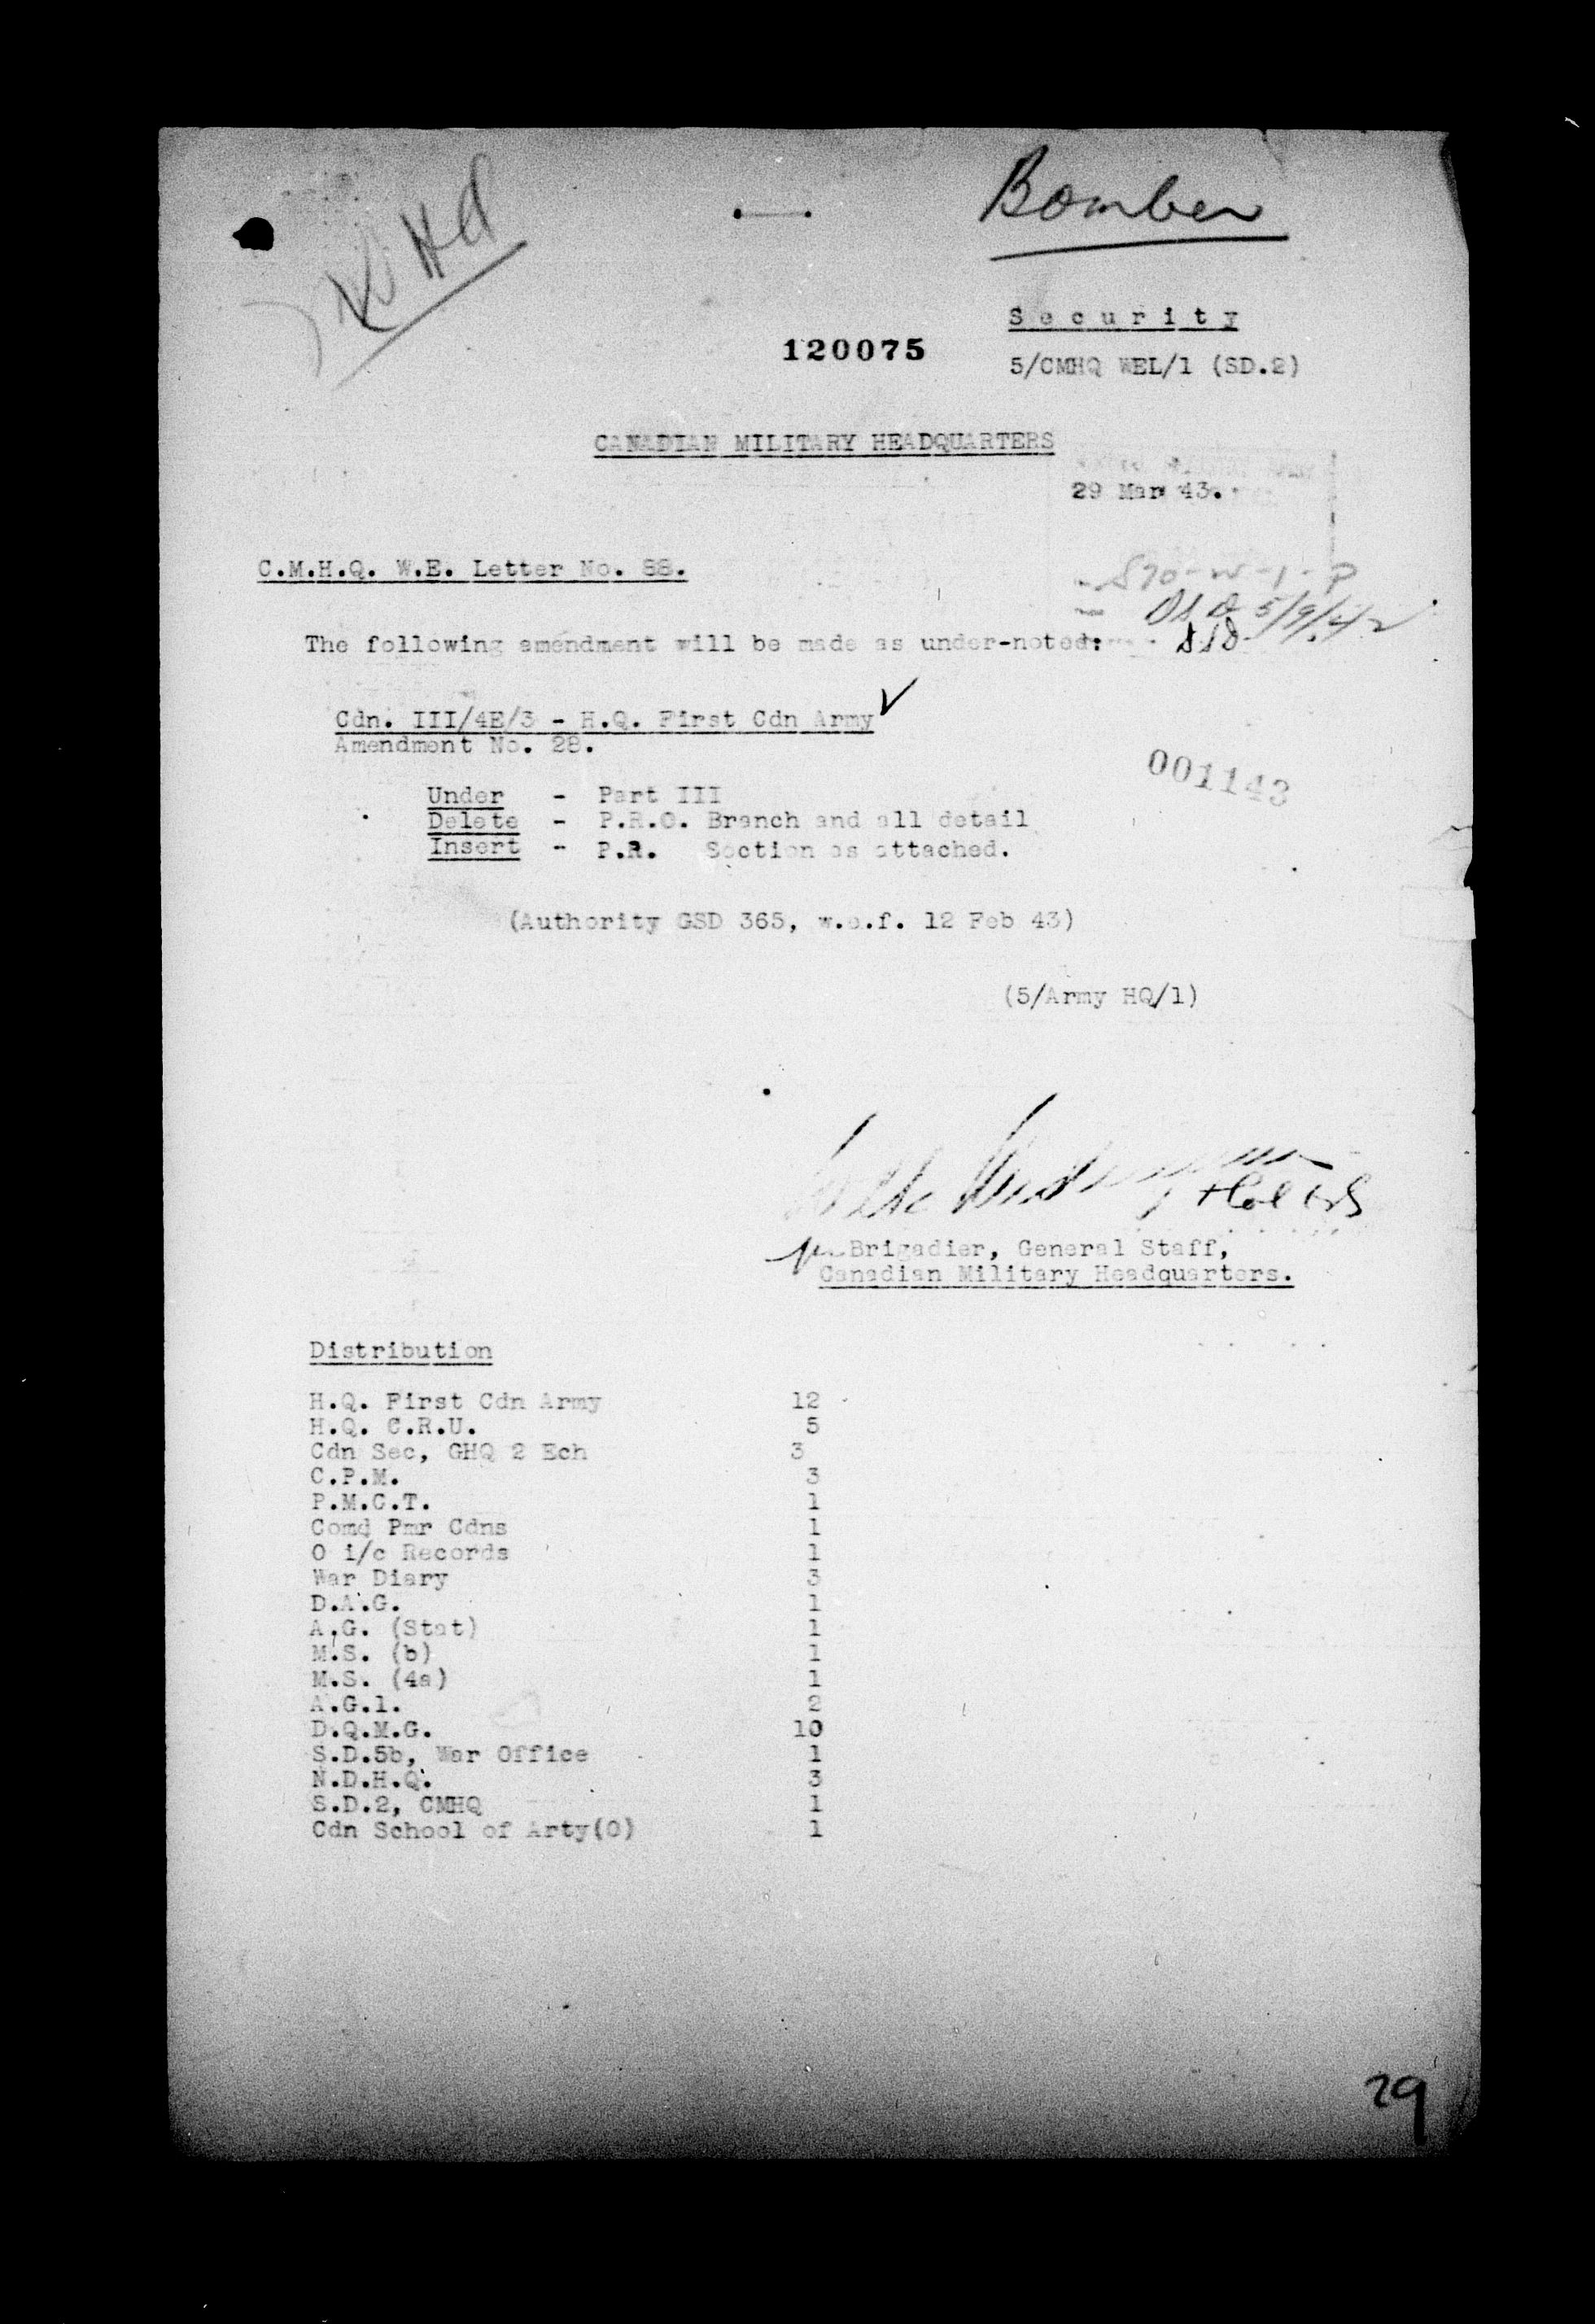 Bomber
S e c u r i t y
120075
5/CMHQ WEL/1 (SD.2)
CANADIAN MILITARY HEADQUARTERS
29 Mar 43.
C.M.H.Q. W.E. Letter No. 88.
The following amendment will be made as under-noted:
Cdn. III/4E/3 - H.Q. First Cdn Army
Amendment No. 28.
001143
Under - Part III
Delete - P.R.O. Branch and all detail
Insert - P.R. Section as attached.
(Authority GSD 365, w.e.f. 12 Feb 43)
(5/Army HQ/1)
Brigadier, General Staff,
Canadian Military Headquarters.
Distribution
H.Q. First Cdn Army 12
H.Q. C.R.U. 5
Cdn Sec, GHQ 2 Ech 3
C.P.M. 3
P.M.C.T. 1
Comd Pmr Cdns 1
O i/c Records 1
War Diary 3
D.A.G. 1
A.G. (Stat) 1
M.S. (b) 1
M.S. (4a) 1
A.G.1. 2
D.Q.M.G. 10
S.D.5b, War Office 1
N.D.H.Q. 3
S.D.2, CMHQ 1
Cdn School of Arty(O) 1
29